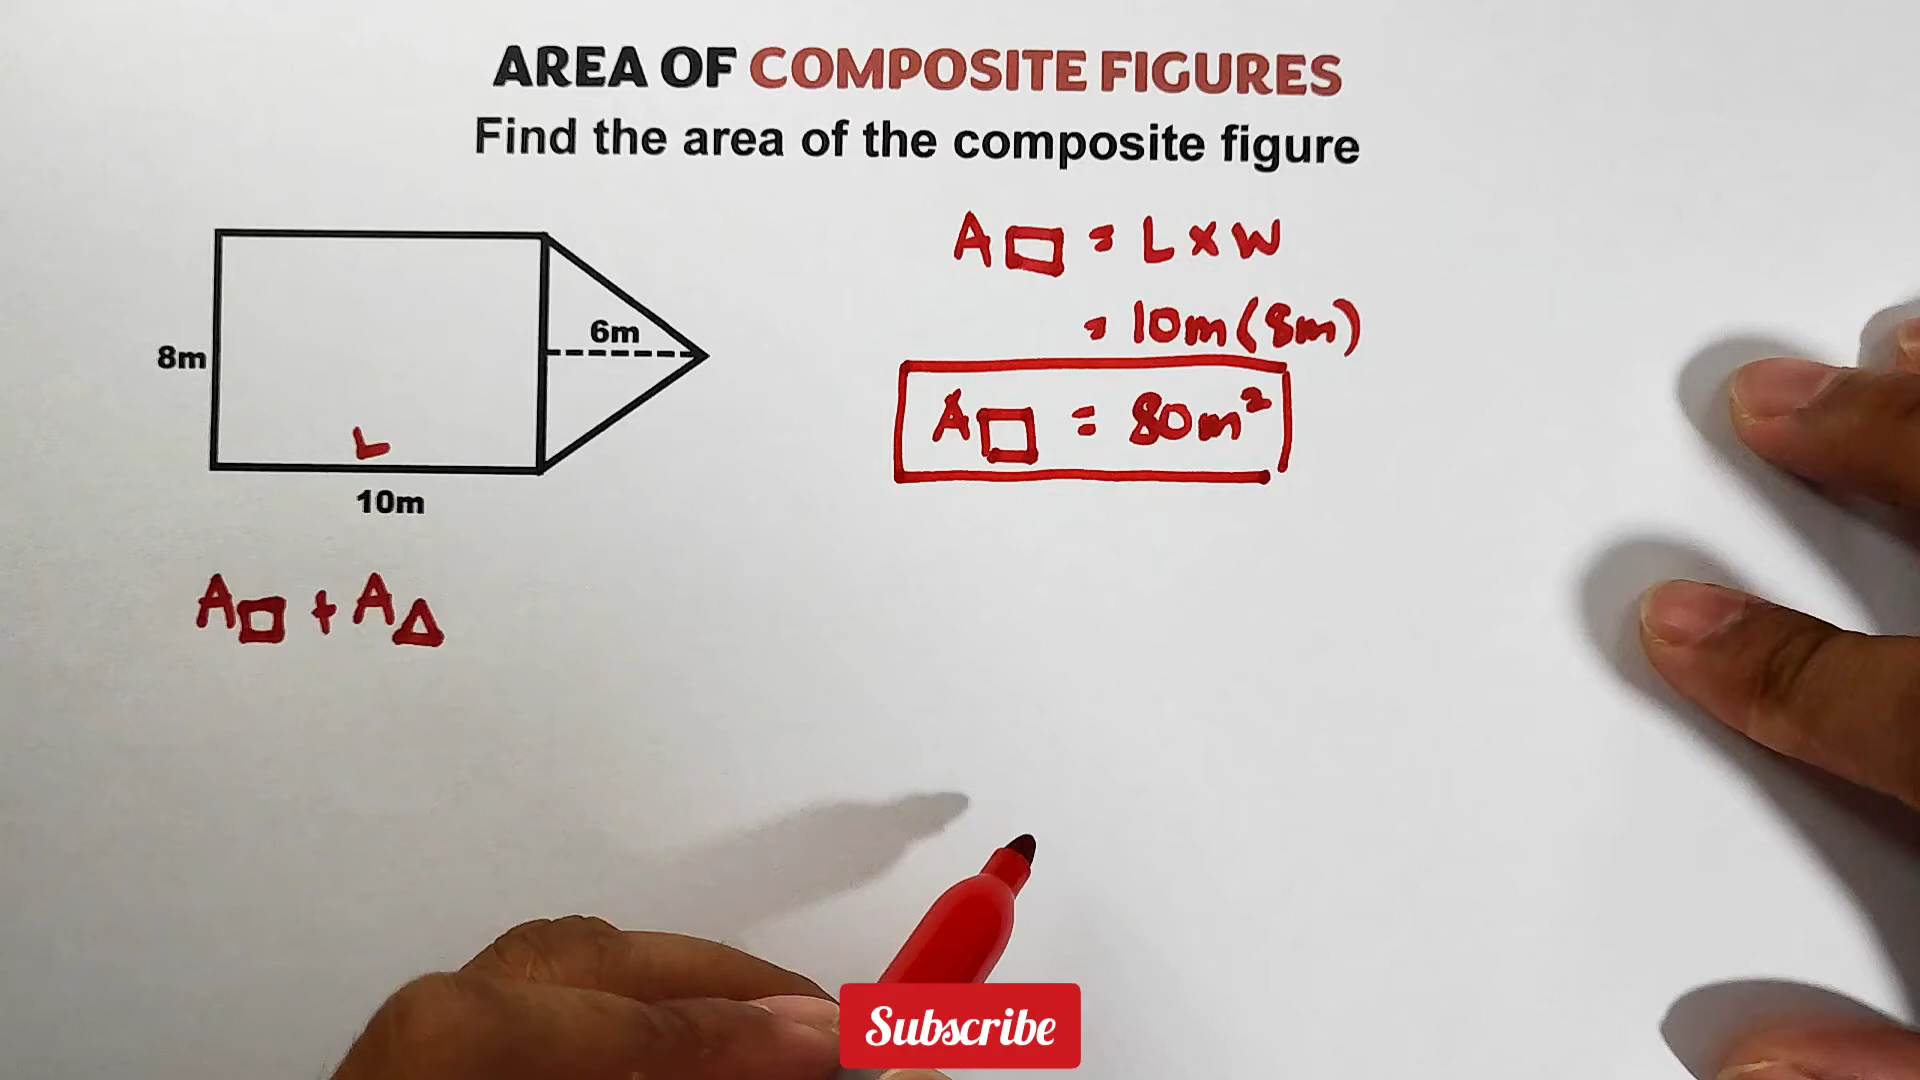 AREA OF COMPOSITE FIGURES
Find the area of the composite figure
8m
6m
L
10m
A□ + A△
A▭ = L × W
= 10m(8m)
A□ = 80m²
Subscribe